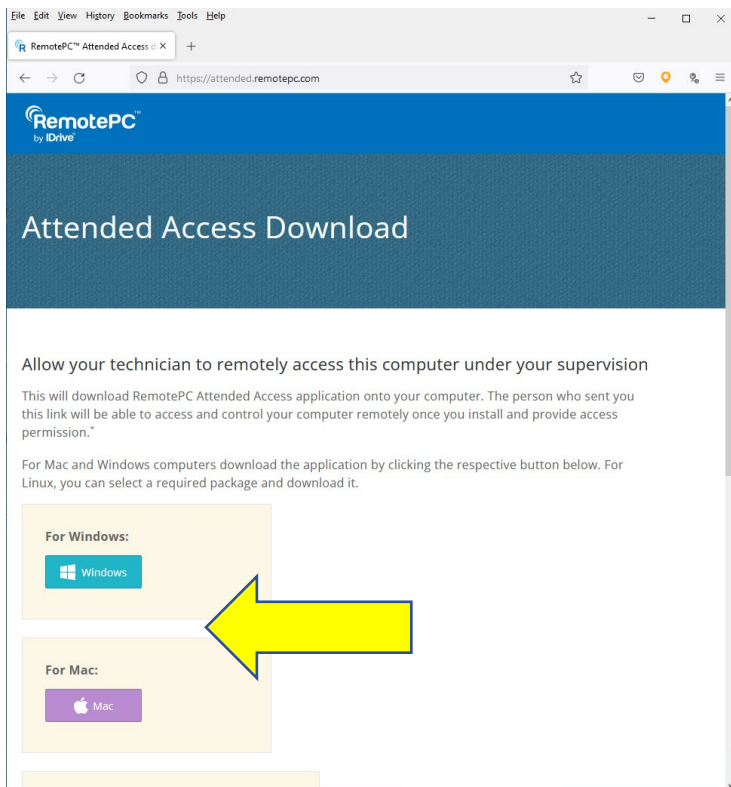 File Edit View History Bookmarks Tools Help
RemotePC™ Attended Access d
https://attended.remotepc.com
RemotePC™
by IDrive®
Attended Access Download
Allow your technician to remotely access this computer under your supervision
This will download RemotePC Attended Access application onto your computer. The person who sent you
this link will be able to access and control your computer remotely once you install and provide access
permission.*
For Mac and Windows computers download the application by clicking the respective button below. For
Linux, you can select a required package and download it.
For Windows:
Windows
For Mac:
Mac